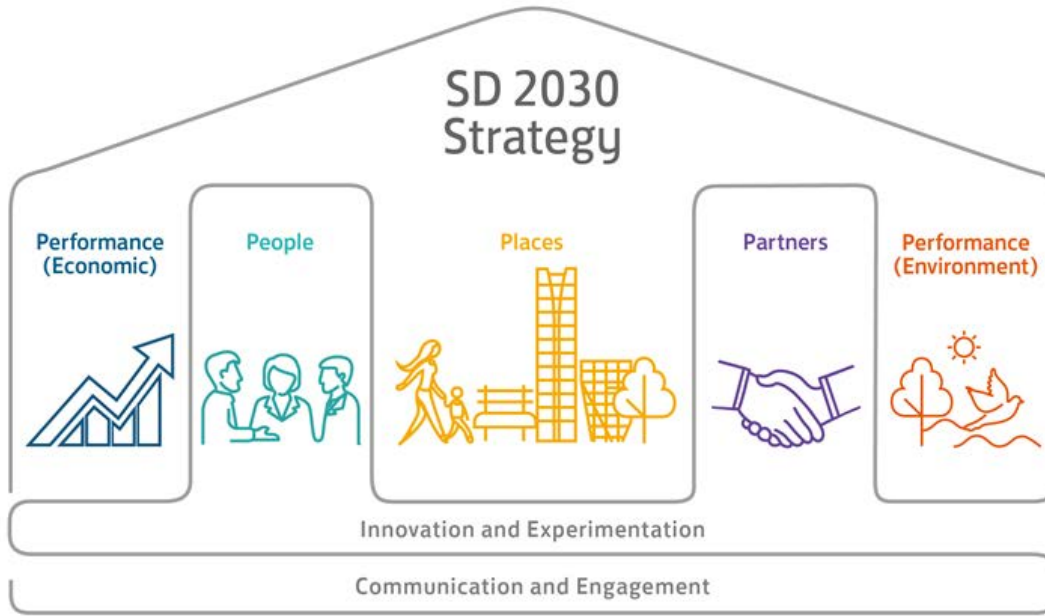 SD 2030
Strategy
Performance
(Economic)
People
Places
Partners
Performance
(Environment)
Innovation and Experimentation
Communication and Engagement